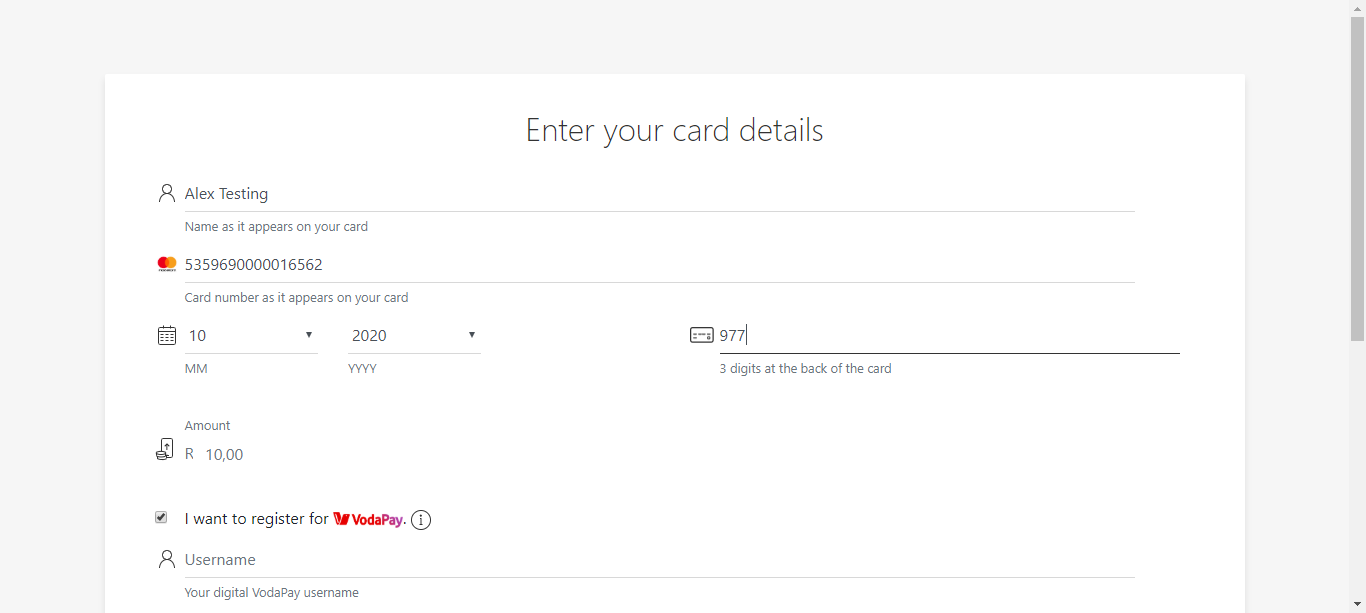 Enter your card details
Alex Testing
Name as it appears on your card
5359690000016562
Card number as it appears on your card
10 2020 977
MM YYYY 3 digits at the back of the card
Amount
R 10,00
I want to register for VodaPay.
Username
Your digital VodaPay username